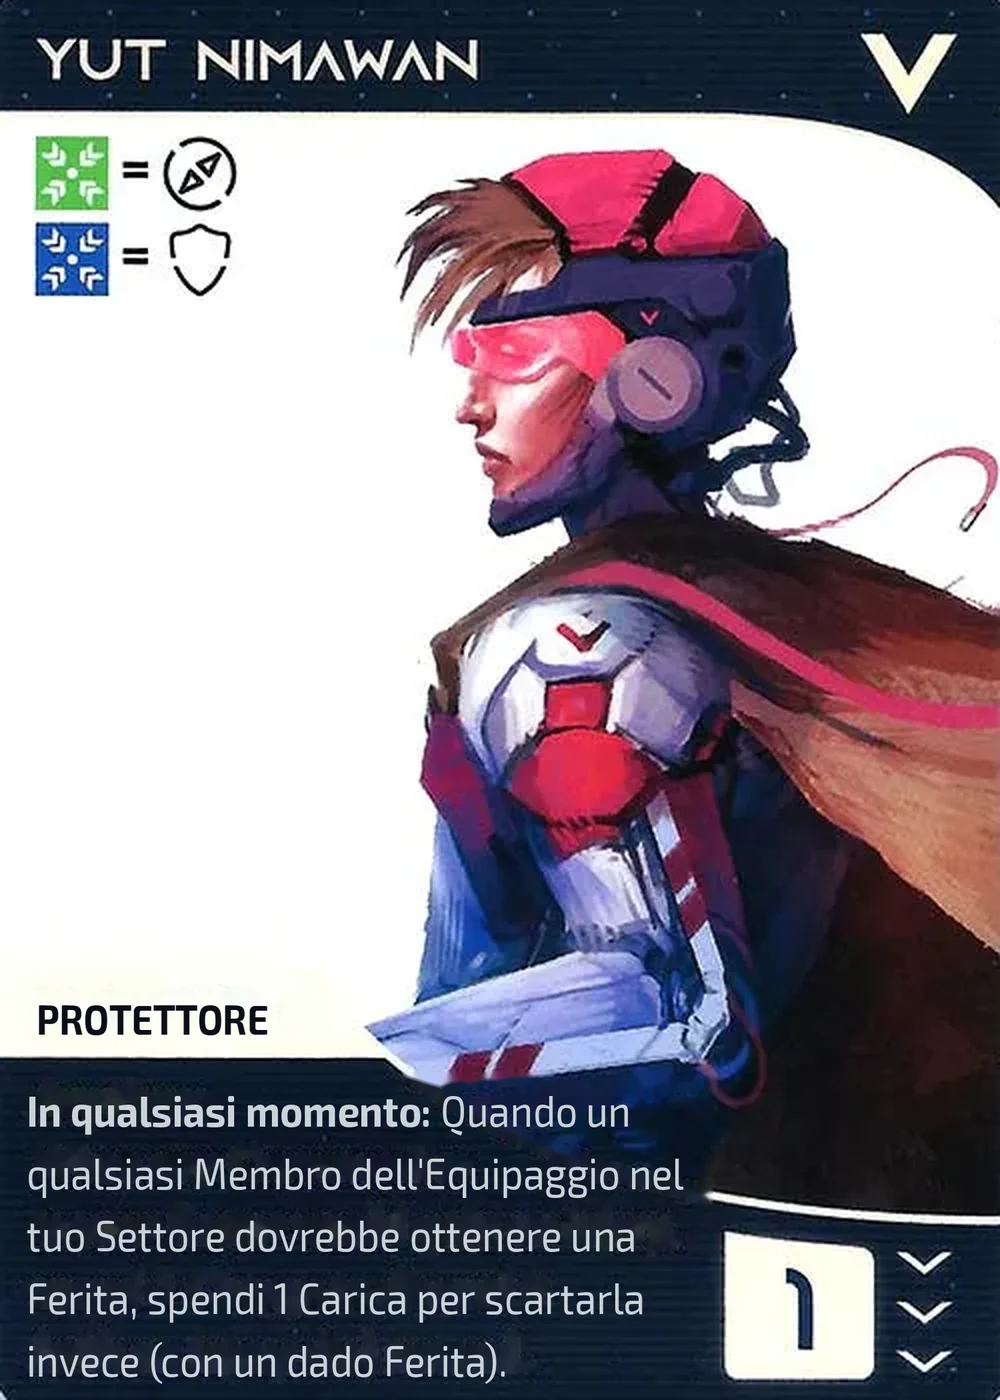 YUT NIMAWAN
=
=
PROTETTORE
In qualsiasi momento: Quando un
qualsiasi Membro dell'Equipaggio nel
tuo Settore dovrebbe ottenere una
Ferita, spendi 1 Carica per scartarla
invece (con un dado Ferita).
1